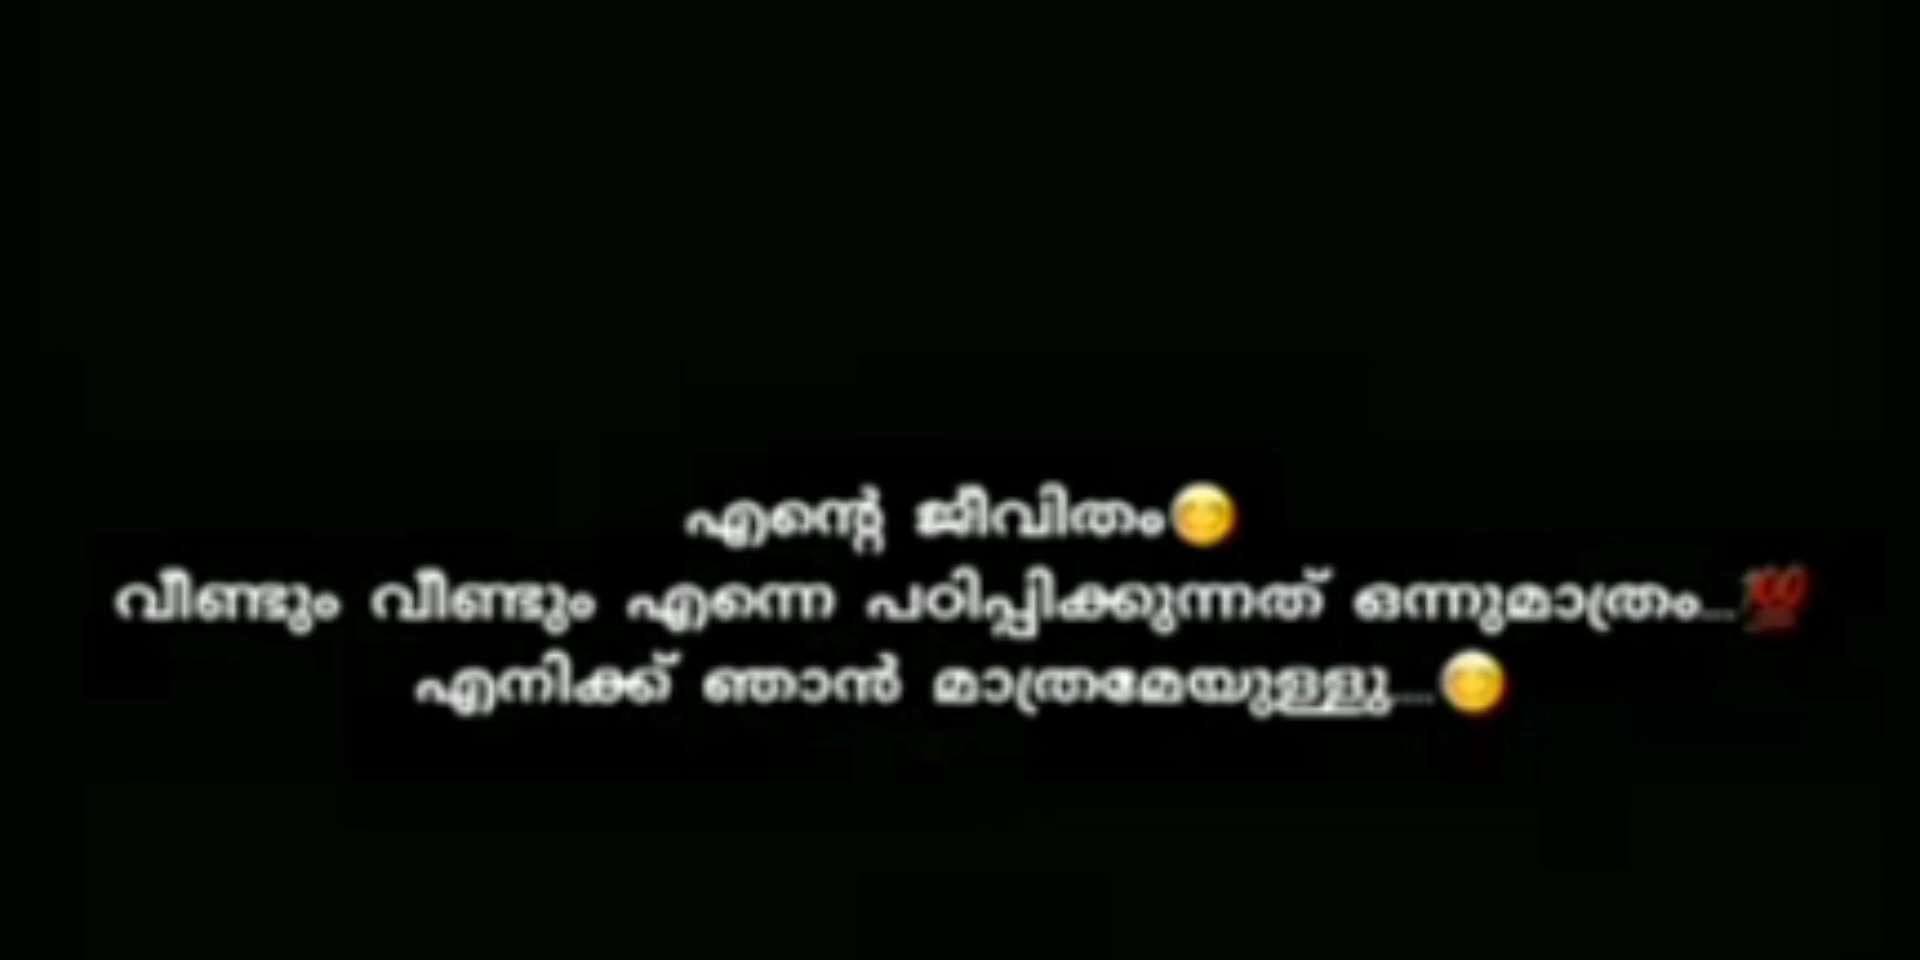 എന്റെ ജീവിതം😊
വീണ്ടും വീണ്ടും എന്നെ പഠിപ്പിക്കുന്നത് ഒന്നുമാത്രം...💯
എനിക്ക് ഞാൻ മാത്രമേയുള്ളു....😊